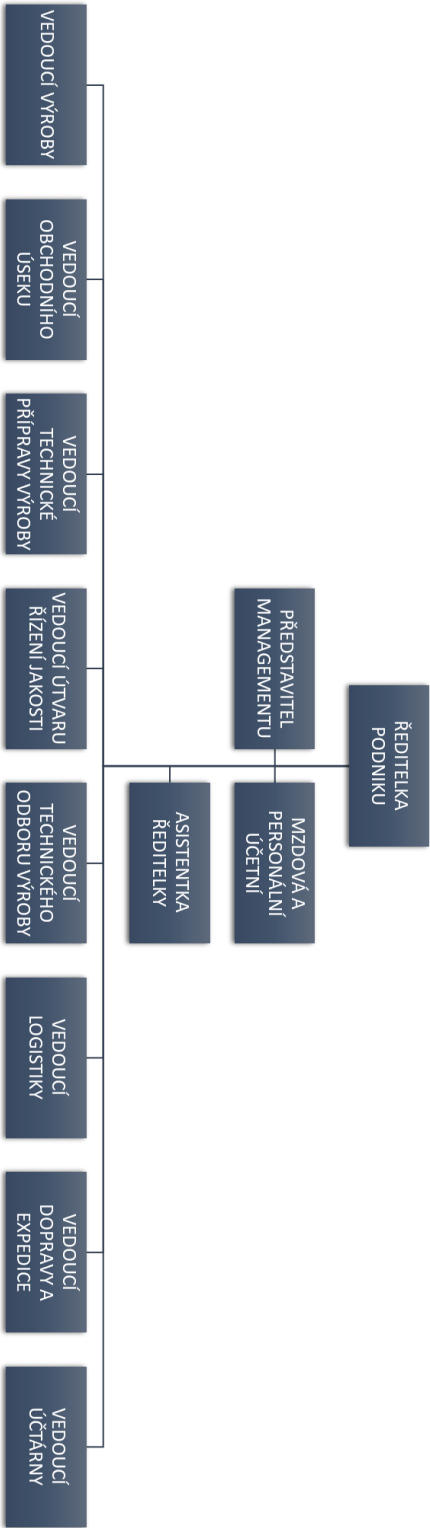 ŘEDITELKA
PODNIKU
PŘEDSTAVITEL
MANAGEMENTU
MZDOVÁ A
PERSONÁLNÍ
ÚČETNÍ
ASISTENTKA
ŘEDITELKY
VEDOUCÍ VÝROBY
VEDOUCÍ
OBCHODNÍHO
ÚSEKU
VEDOUCÍ
TECHNICKÉ
PŘÍPRAVY VÝROBY
VEDOUCÍ ÚTVARU
ŘÍZENÍ JAKOSTI
VEDOUCÍ
TECHNICKÉHO
ODBORU VÝROBY
VEDOUCÍ
LOGISTIKY
VEDOUCÍ
DOPRAVY A
EXPEDICE
VEDOUCÍ
ÚČTÁRNY